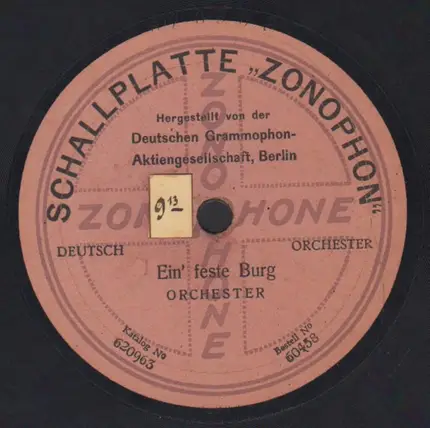 SCHALLPLATTE „ZONOPHON“
Hergestellt von der
Deutschen Grammophon-
Aktiengesellschaft, Berlin
ZONOPHONE
ZONOPHONE
9 13
DEUTSCH
ORCHESTER
Ein' feste Burg
ORCHESTER
Katalog No
620963
Bestell No
60458